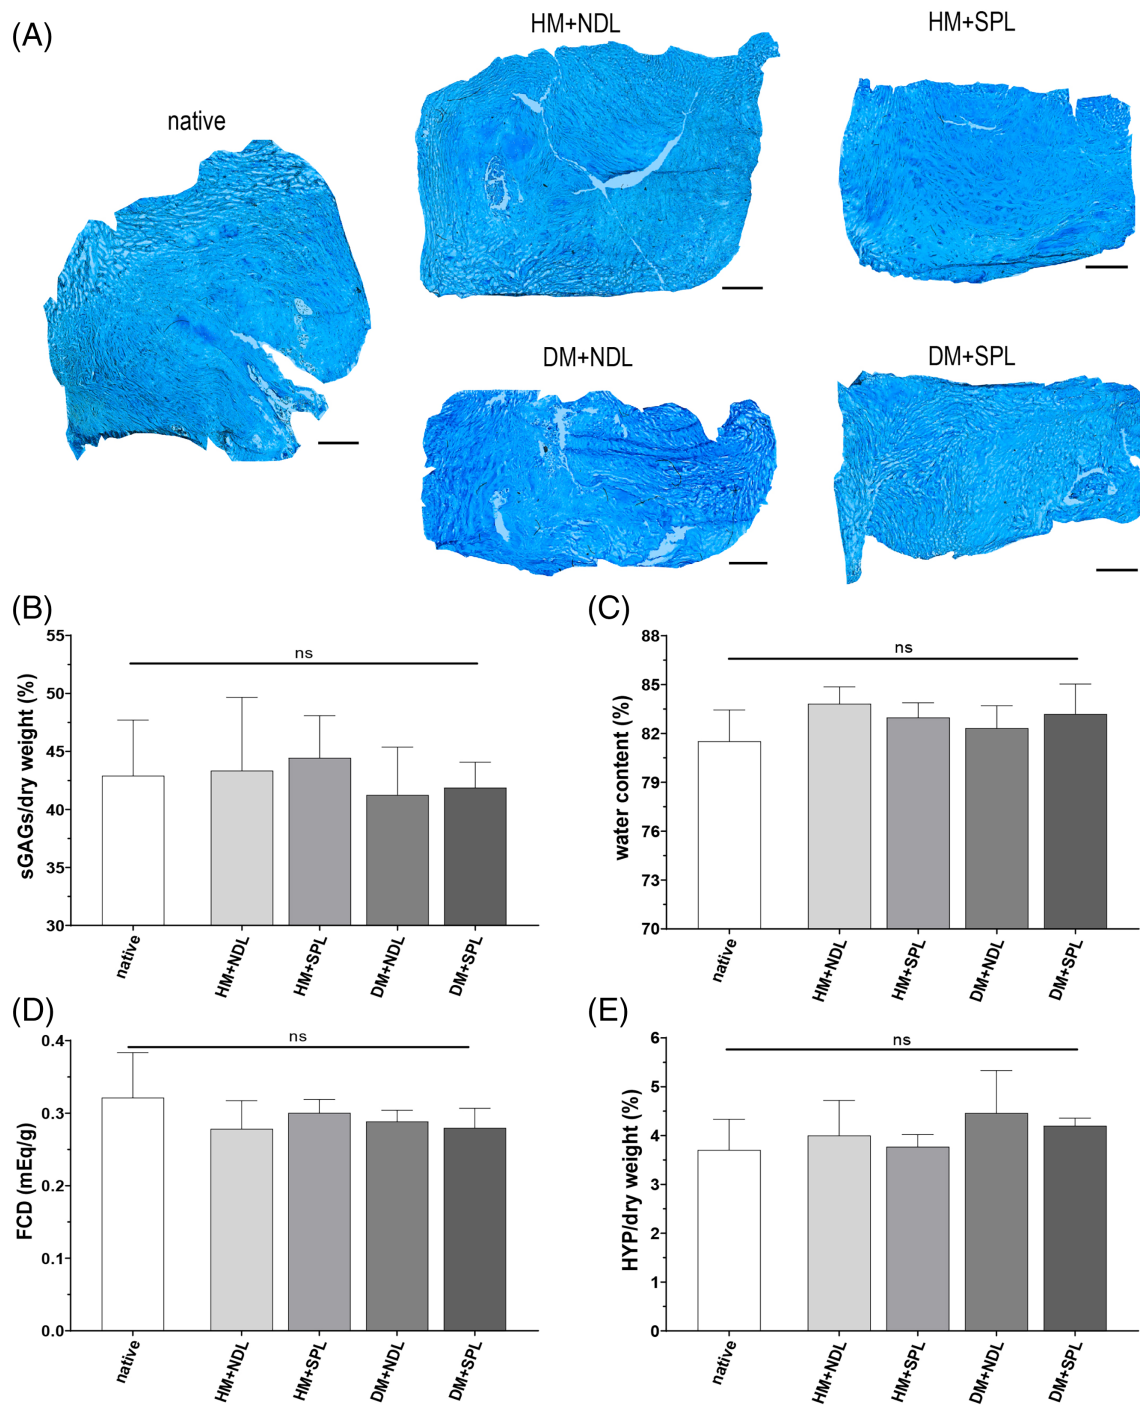 (A)
native
HM+NDL
HM+SPL
DM+NDL
DM+SPL
(B)
sGAGs/dry weight (%)
55
50
45
40
35
30
ns
native
HM+NDL
HM+SPL
DM+NDL
DM+SPL
(C)
water content (%)
88
85
82
79
76
73
70
ns
native
HM+NDL
HM+SPL
DM+NDL
DM+SPL
(D)
FCD (mEq/g)
0.4
0.3
0.2
0.1
0.0
ns
native
HM+NDL
HM+SPL
DM+NDL
DM+SPL
(E)
HYP/dry weight (%)
6
5
4
3
2
1
0
ns
native
HM+NDL
HM+SPL
DM+NDL
DM+SPL